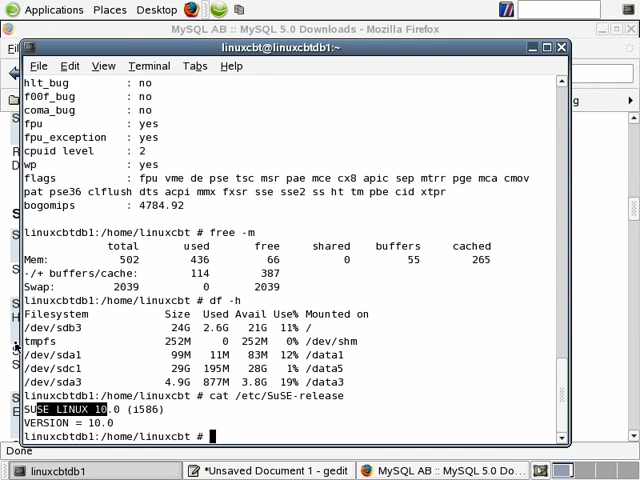 Applications Places Desktop
MySQL AB :: MySQL 5.0 Downloads - Mozilla Firefox
linuxcbt@linuxcbtdb1:~
File Edit View Terminal Tabs Help
hlt_bug : no
f00f_bug : no
coma_bug : no
fpu : yes
fpu_exception : yes
cpuid level : 2
wp : yes
flags : fpu vme de pse tsc msr pae mce cx8 apic sep mtrr pge mca cmov
pat pse36 clflush dts acpi mmx fxsr sse sse2 ss ht tm pbe cid xtpr
bogomips : 4784.92
linuxcbtdb1:/home/linuxcbt # free -m
total used free shared buffers cached
Mem: 502 436 66 0 55 265
-/+ buffers/cache: 114 387
Swap: 2039 0 2039
linuxcbtdb1:/home/linuxcbt # df -h
Filesystem Size Used Avail Use% Mounted on
/dev/sdb3 24G 2.6G 21G 11% /
tmpfs 252M 0 252M 0% /dev/shm
/dev/sda1 99M 11M 83M 12% /data1
/dev/sdc1 29G 195M 28G 1% /data5
/dev/sda3 4.9G 877M 3.8G 19% /data3
linuxcbtdb1:/home/linuxcbt # cat /etc/SuSE-release
SUSE LINUX 10.0 (i586)
VERSION = 10.0
linuxcbtdb1:/home/linuxcbt #
Done
linuxcbtdb1 *Unsaved Document 1 - gedit MySQL AB :: MySQL 5.0 Do...